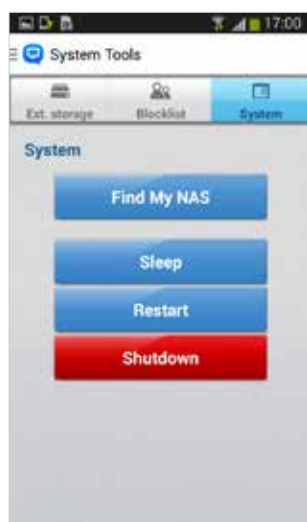 17:00
System Tools
Ext. storage Blocklist System
System
Find My NAS
Sleep
Restart
Shutdown